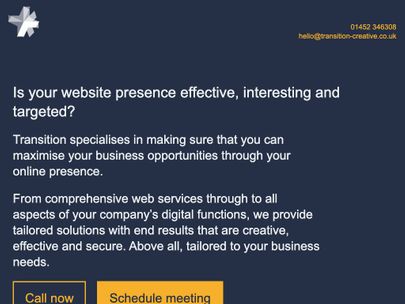 01452 346308
hello@transition-creative.co.uk
Is your website presence effective, interesting and
targeted?
Transition specialises in making sure that you can
maximise your business opportunities through your
online presence.
From comprehensive web services through to all
aspects of your company's digital functions, we provide
tailored solutions with end results that are creative,
effective and secure. Above all, tailored to your business
needs.
Call now
Schedule meeting